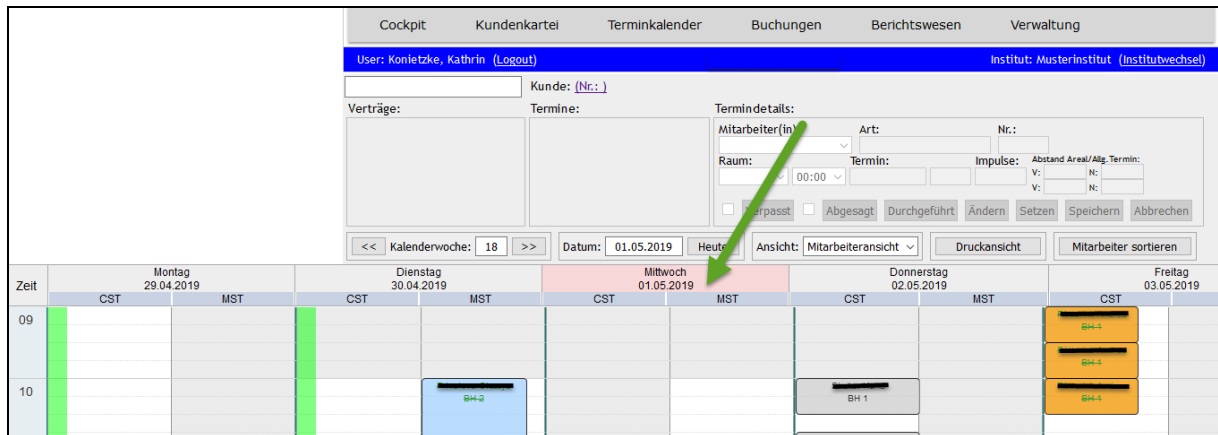 Cockpit Kundenkartei Terminkalender Buchungen Berichtswesen Verwaltung
User: Konietzke, Kathrin (Logout) Institut: Musterinstitut (Institutwechsel)
Kunde: (Nr.: )
Verträge: Termine: Termindetails:
Mitarbeiter(in) Art: Nr.:
Raum: Termin: Impulse: Abstand Areal/Allg. Termin:
00:00 V: N:
V: N:
Verpasst Abgesagt Durchgeführt Ändern Setzen Speichern Abbrechen
<< Kalenderwoche: 18 >> Datum: 01.05.2019 Heute Ansicht: Mitarbeiteransicht Druckansicht Mitarbeiter sortieren
Zeit Montag Dienstag Mittwoch Donnerstag Freitag
29.04.2019 30.04.2019 01.05.2019 02.05.2019 03.05.2019
CST MST CST MST CST MST CST MST CST
09
BH 1
BH 1
10
BH 2 BH 1 BH 1